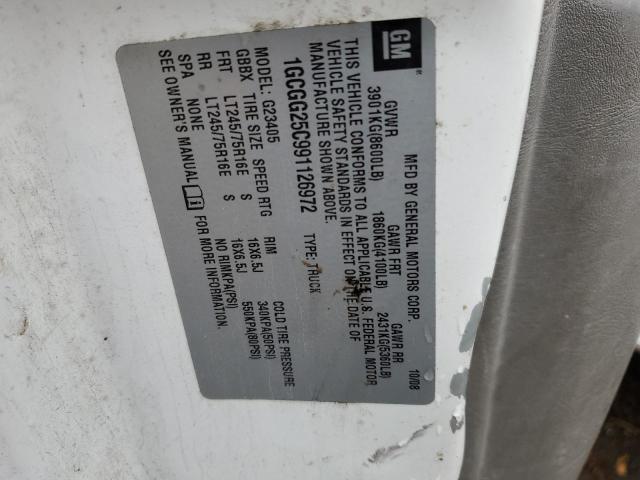 GM
MFD BY GENERAL MOTORS CORP. 10/08
GVWR GAWR FRT GAWR RR
3901KG(8600LB) 1860KG(4100LB) 2431KG(5360LB)
THIS VEHICLE CONFORMS TO ALL APPLICABLE U.S. FEDERAL MOTOR
VEHICLE SAFETY STANDARDS IN EFFECT ON THE DATE OF
MANUFACTURE SHOWN ABOVE.
1GCGG25C991126972 TYPE: TRUCK
MODEL: G23405
GBBX TIRE SIZE SPEED RTG RIM COLD TIRE PRESSURE
FRT LT245/75R16E S 16X6.5J 340KPA(50PSI)
RR LT245/75R16E S 16X6.5J 550KPA(80PSI)
SPA NONE NO RIMKPA(PSI)
SEE OWNER'S MANUAL i FOR MORE INFORMATION.